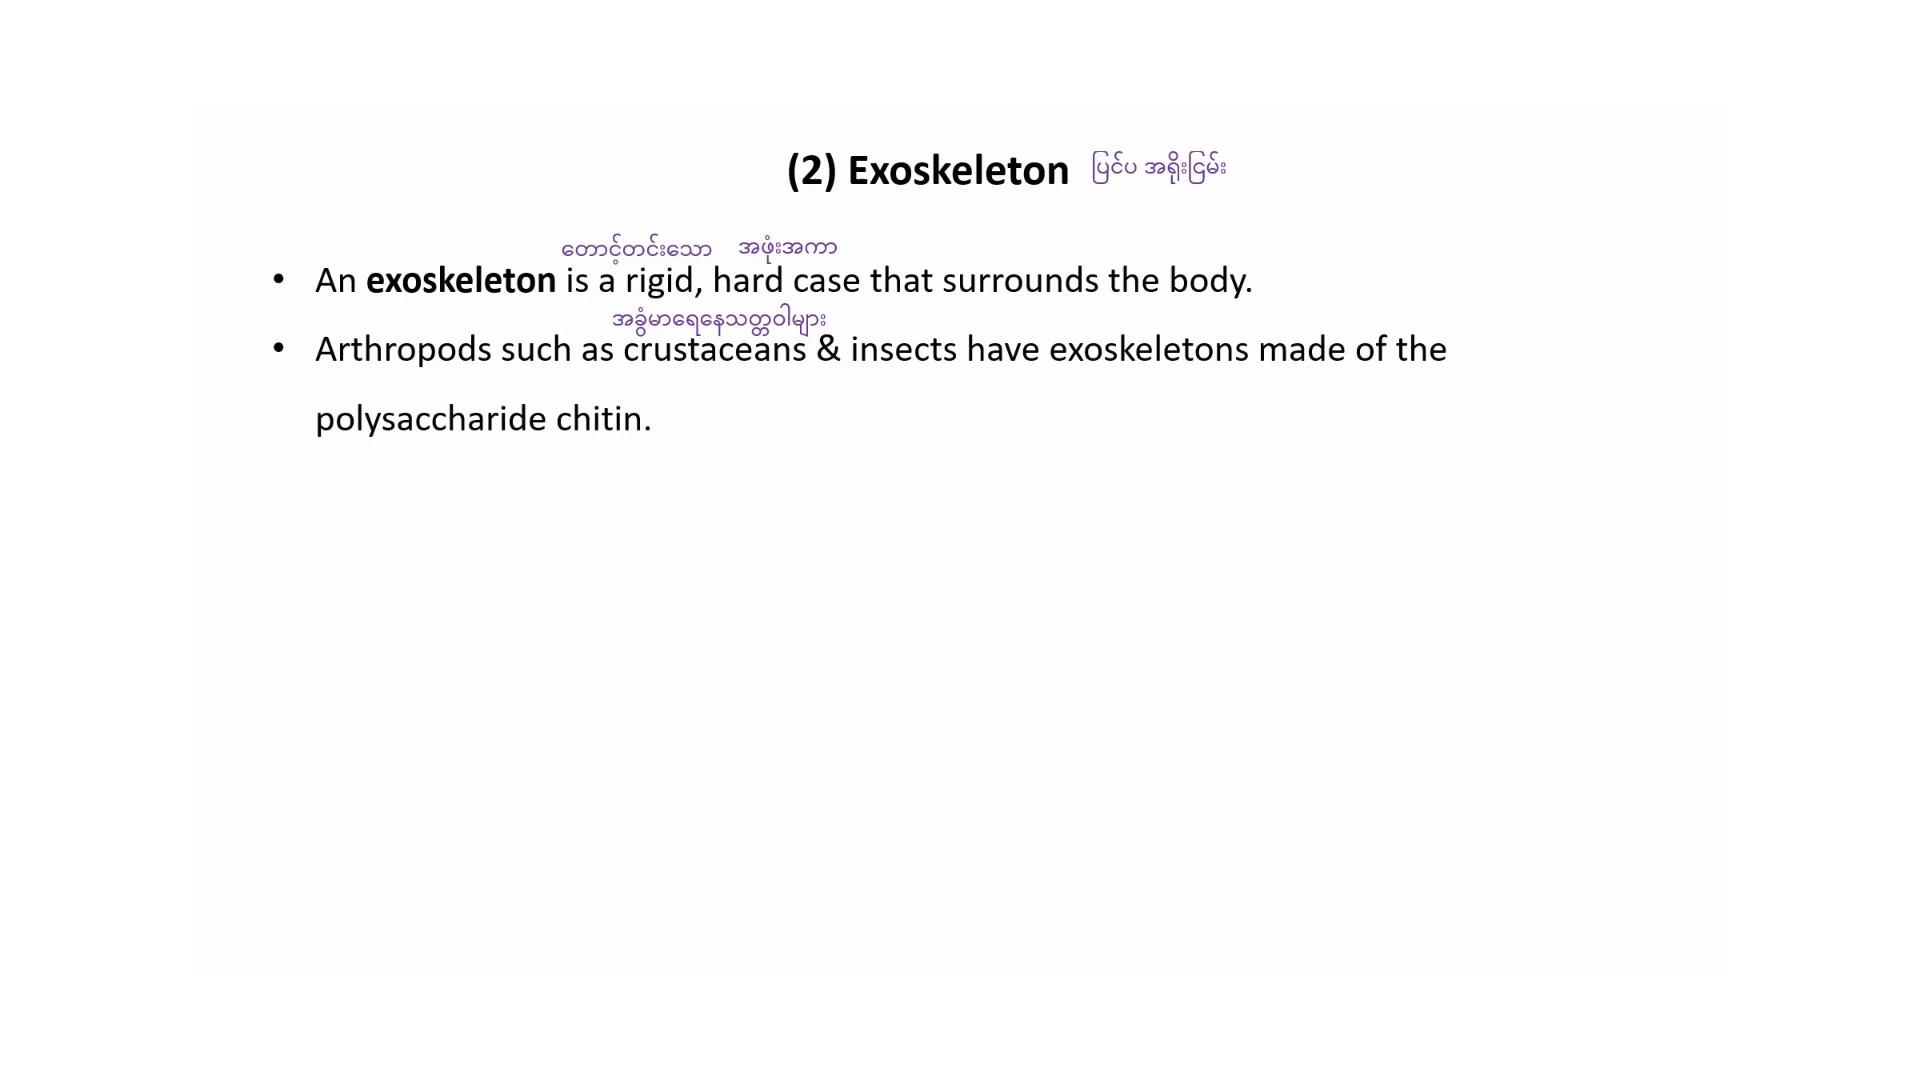 (2) Exoskeleton ပြင်ပ အရိုးငြမ်း
တောင့်တင်းသော အဖုံးအကာ
• An exoskeleton is a rigid, hard case that surrounds the body.
အခွံမာရေနေသတ္တဝါများ
• Arthropods such as crustaceans & insects have exoskeletons made of the
polysaccharide chitin.